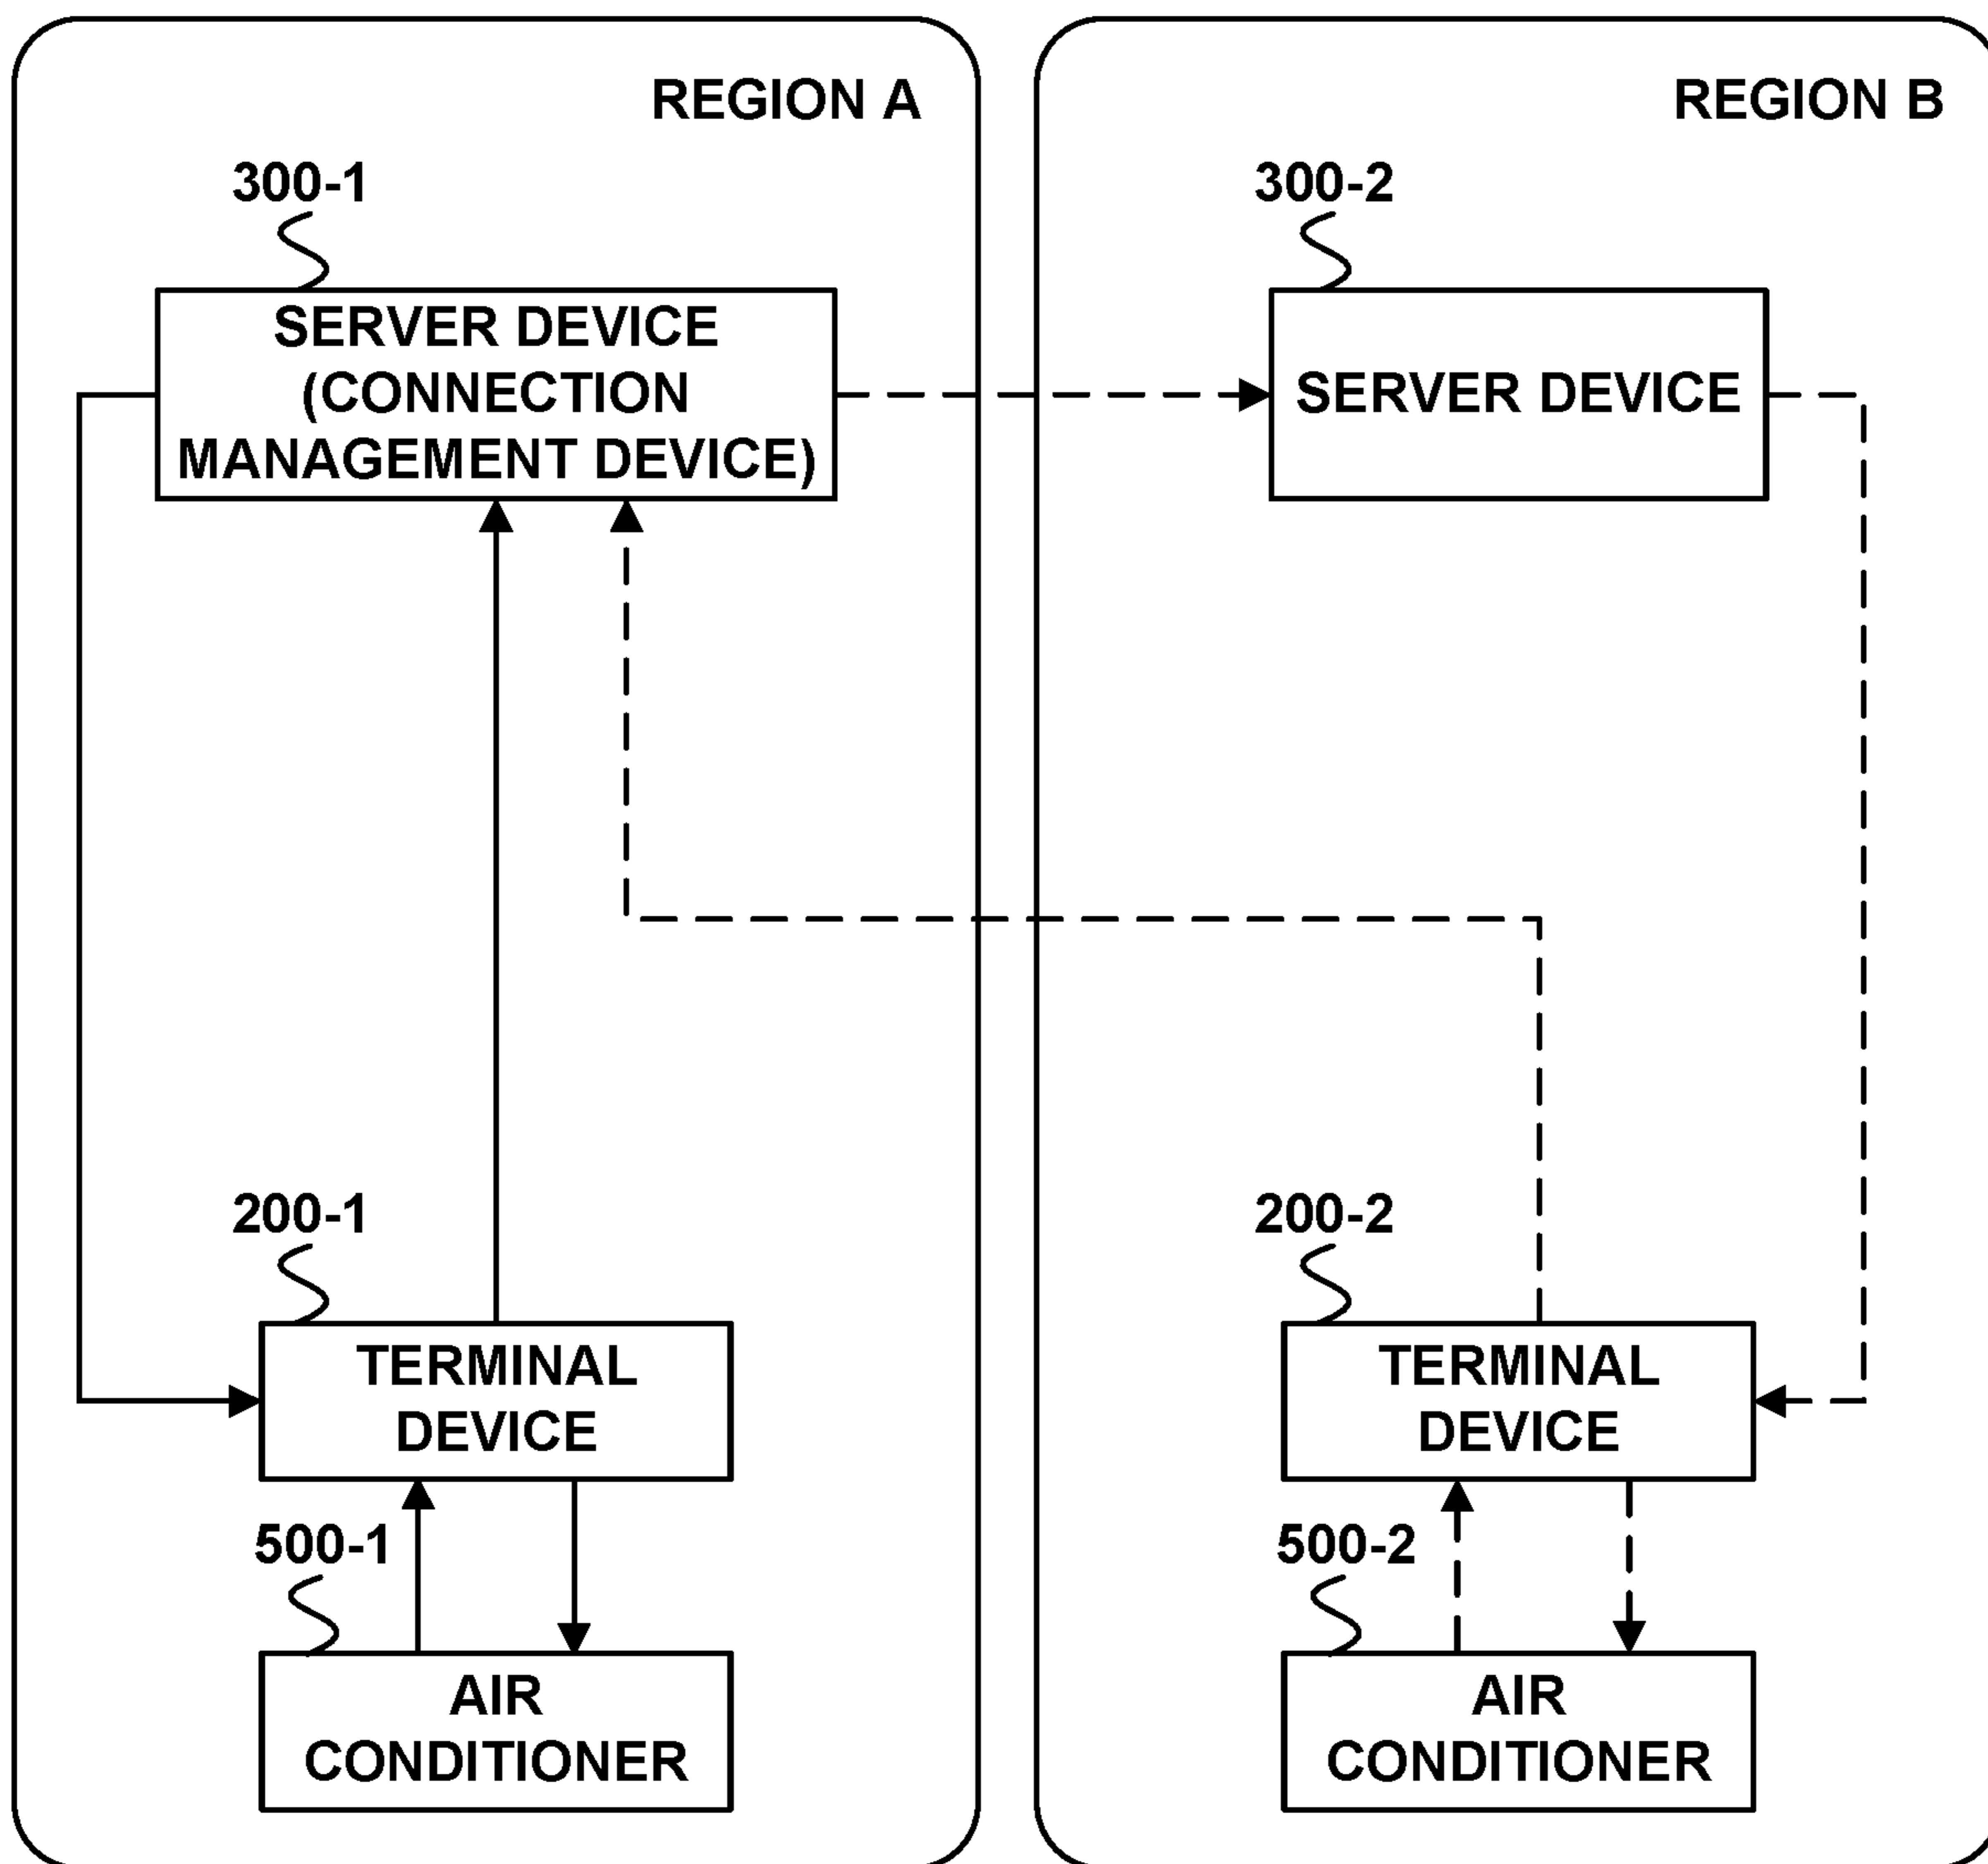 REGION A
300-1
SERVER DEVICE
(CONNECTION
MANAGEMENT DEVICE)
200-1
TERMINAL
DEVICE
500-1
AIR
CONDITIONER
REGION B
300-2
SERVER DEVICE
200-2
TERMINAL
DEVICE
500-2
AIR
CONDITIONER